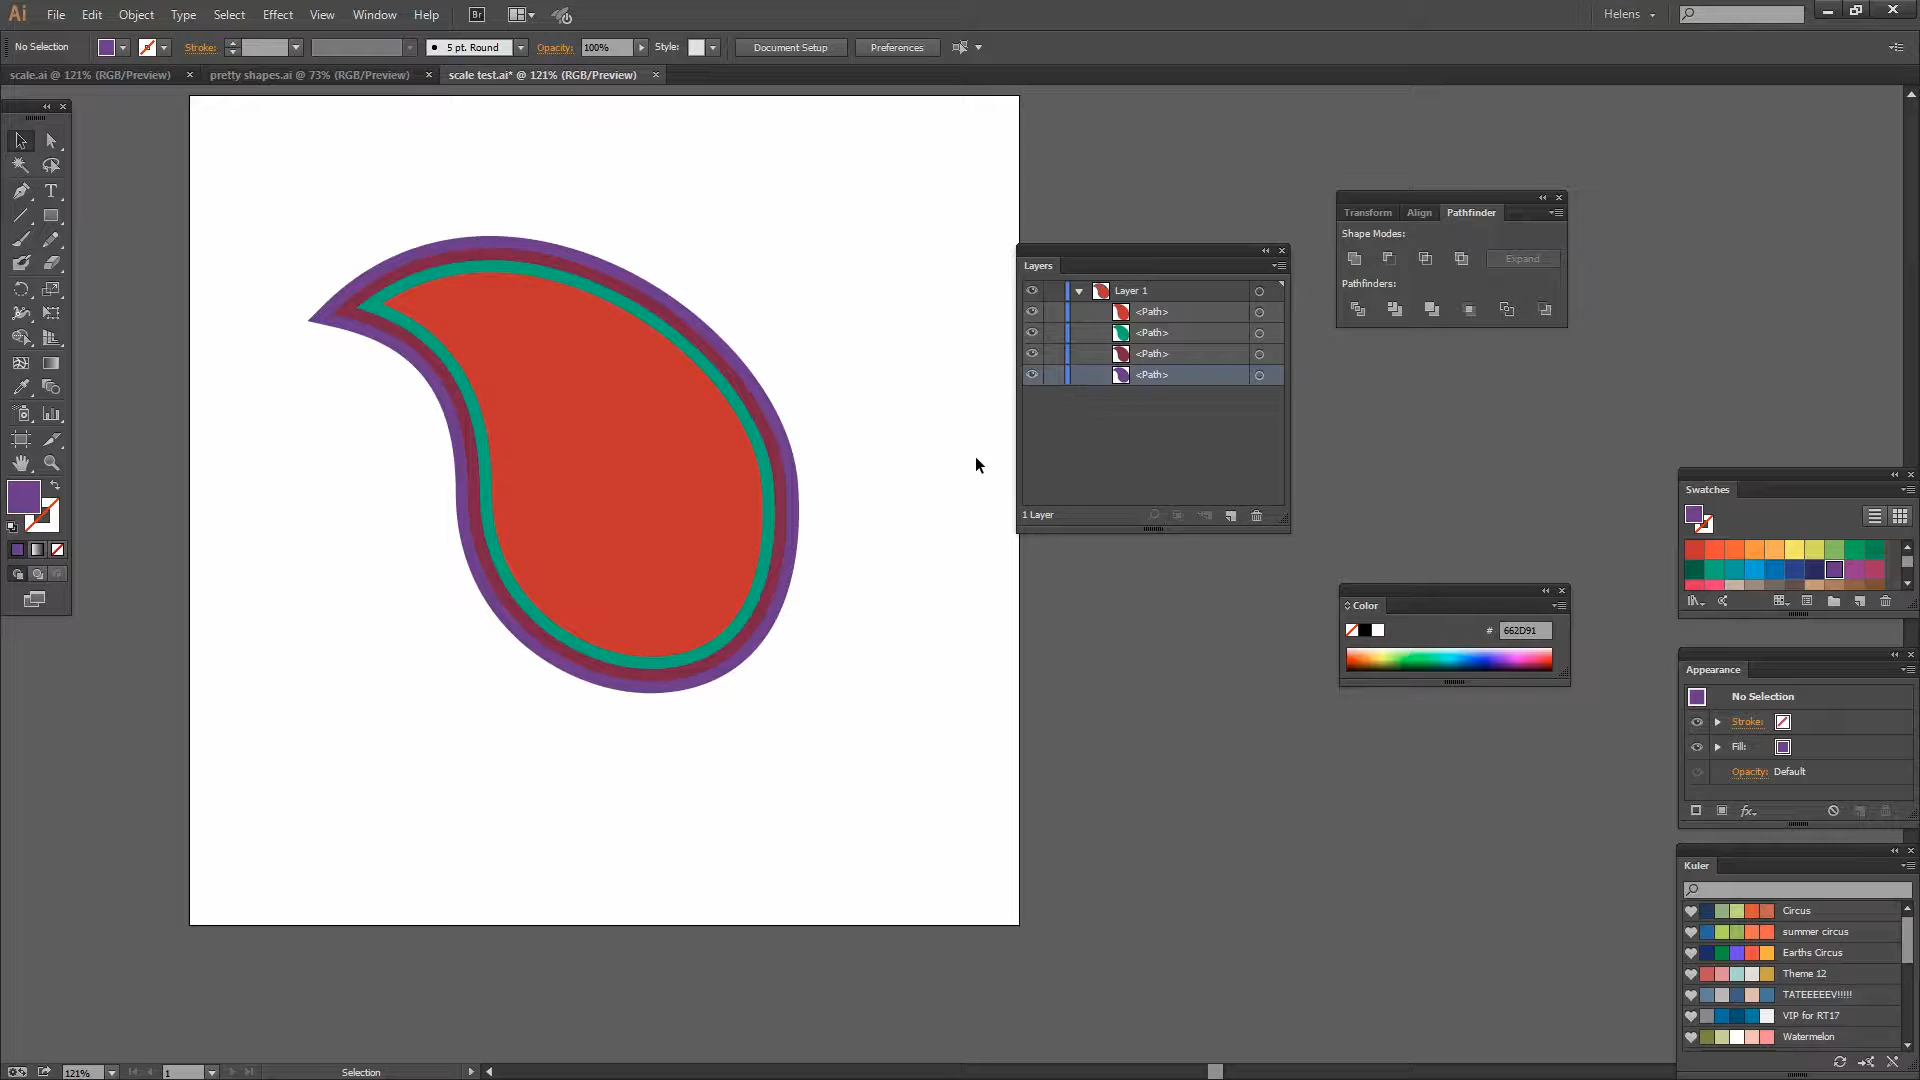 Ai File Edit Object Type Select Effect View Window Help Br Helens
No Selection Stroke: 5 pt. Round Opacity: 100% Style: Document Setup Preferences
scale.ai @ 121% (RGB/Preview) × pretty shapes.ai @ 73% (RGB/Preview) × scale test.ai* @ 121% (RGB/Preview) ×
Layers
Layer 1
<Path>
<Path>
<Path>
<Path>
1 Layer
Transform Align Pathfinder
Shape Modes:
Expand
Pathfinders:
Swatches
Color
# 662D91
Appearance
No Selection
Stroke:
Fill:
Opacity: Default
fx
Kuler
Circus
summer circus
Earths Circus
Theme 12
TATEEEEEV!!!!!
VIP for RT17
Watermelon
121% 1 Selection